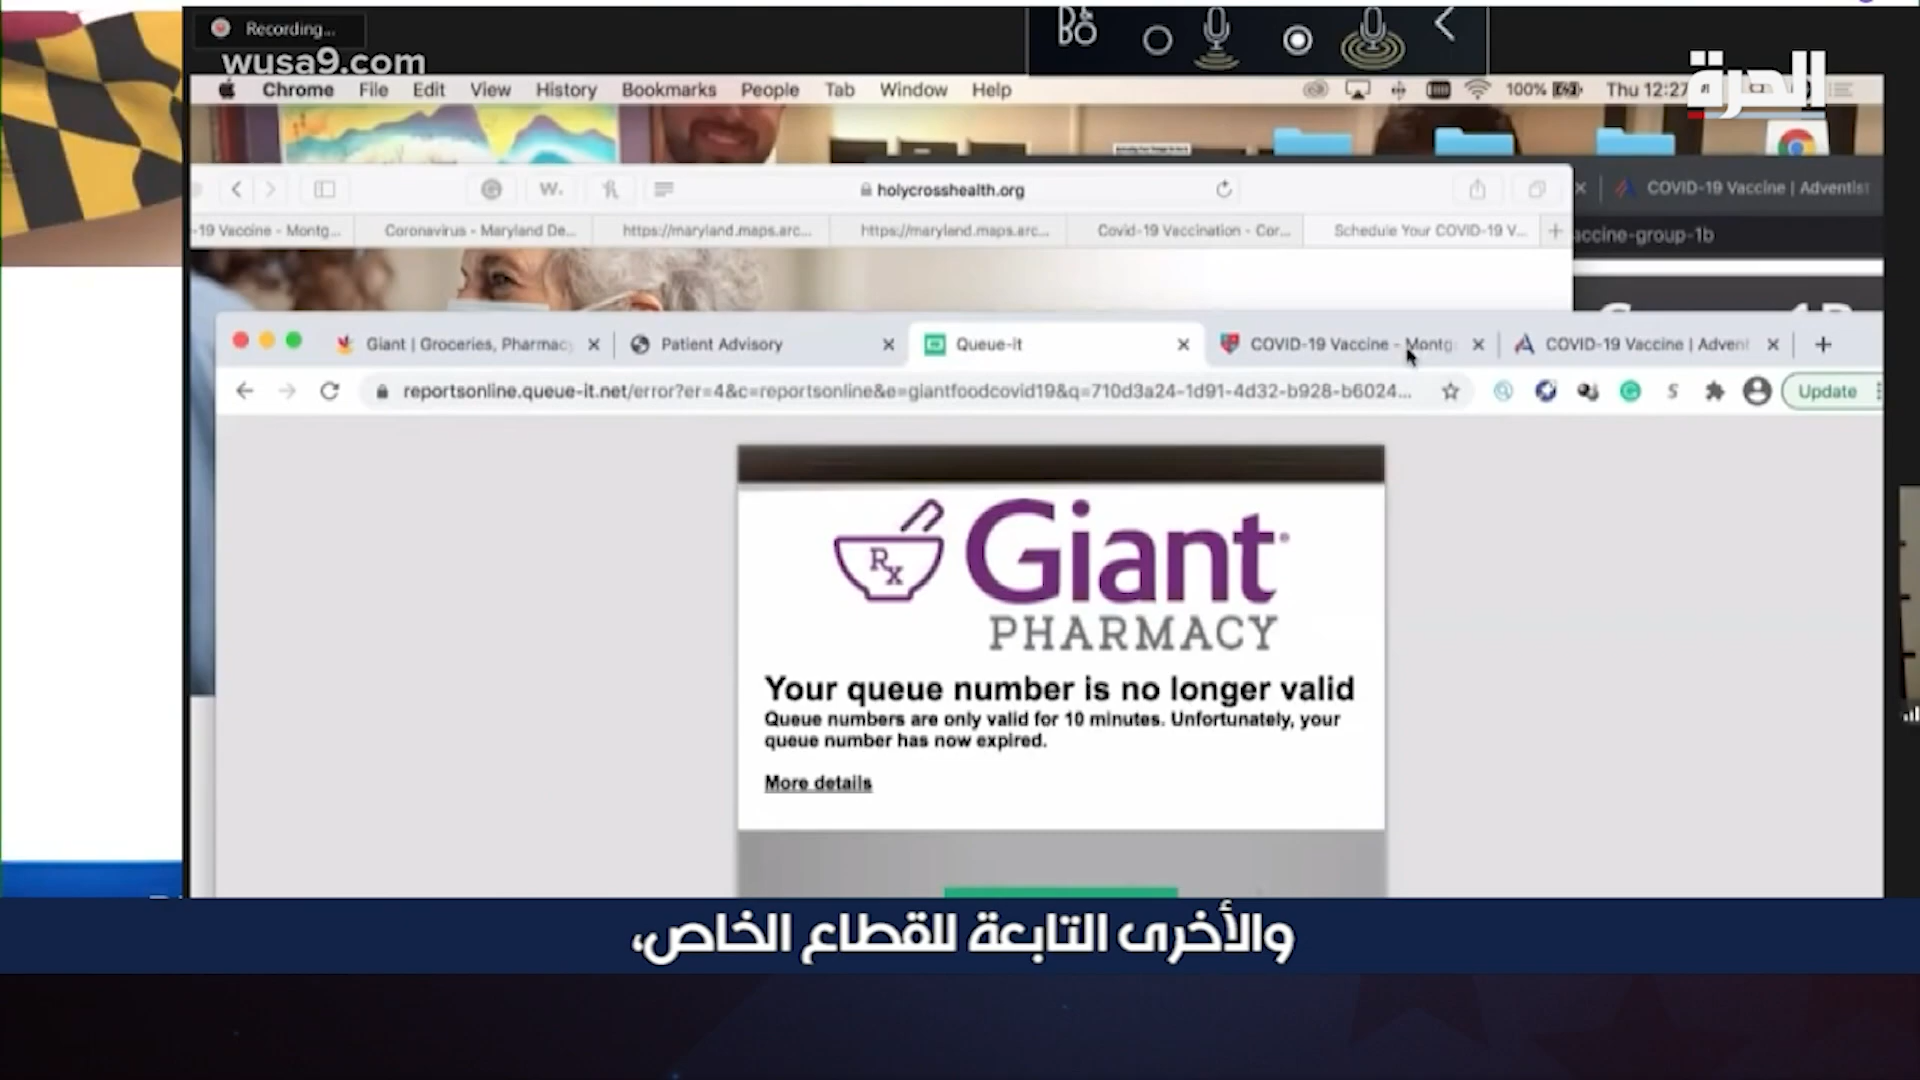 Recording...
wusa9.com
B&O
الحرة
Chrome File Edit View History Bookmarks People Tab Window Help
100%
Thu 12:27
W.
holycrosshealth.org
COVID-19 Vaccine | Adventist
-19 Vaccine - Montg...
Coronavirus - Maryland De...
https://maryland.maps.arc...
https://maryland.maps.arc...
Covid-19 Vaccination - Cor...
Schedule Your COVID-19 V...
accine-group-1b
Giant | Groceries, Pharmac
Patient Advisory
Queue-it
COVID-19 Vaccine - Montg
COVID-19 Vaccine | Advent
reportsonline.queue-it.net/error?er=4&c=reportsonline&e=giantfoodcovid19&q=710d3a24-1d91-4d32-b928-b6024...
S
Update
Rx
Giant
PHARMACY
Your queue number is no longer valid
Queue numbers are only valid for 10 minutes. Unfortunately, your
queue number has now expired.
More details
والأخرى التابعة للقطاع الخاص،